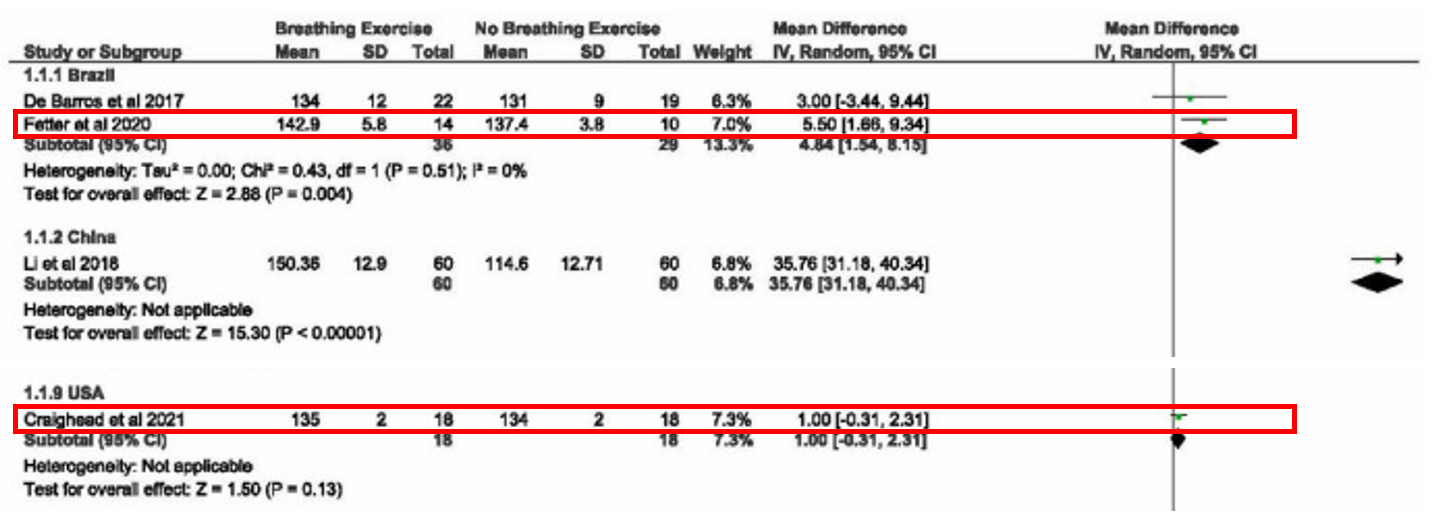 Breathing Exercise No Breathing Exercise Mean Difference Mean Difference
Study or Subgroup Mean SD Total Mean SD Total Weight IV, Random, 95% CI IV, Random, 95% CI
1.1.1 Brazil
De Barros et al 2017 134 12 22 131 9 19 6.3% 3.00 [-3.44, 9.44]
Fetter et al 2020 142.9 5.8 14 137.4 3.8 10 7.0% 5.50 [1.66, 9.34]
Subtotal (95% CI) 36 29 13.3% 4.84 [1.54, 8.15]
Heterogeneity: Tau² = 0.00; Chi² = 0.43, df = 1 (P = 0.51); I² = 0%
Test for overall effect: Z = 2.88 (P = 0.004)
1.1.2 China
Li et al 2018 150.36 12.9 60 114.6 12.71 60 6.8% 35.76 [31.18, 40.34]
Subtotal (95% CI) 60 60 6.8% 35.76 [31.18, 40.34]
Heterogeneity: Not applicable
Test for overall effect: Z = 15.30 (P < 0.00001)
1.1.9 USA
Craighead et al 2021 135 2 18 134 2 18 7.3% 1.00 [-0.31, 2.31]
Subtotal (95% CI) 18 18 7.3% 1.00 [-0.31, 2.31]
Heterogeneity: Not applicable
Test for overall effect: Z = 1.50 (P = 0.13)